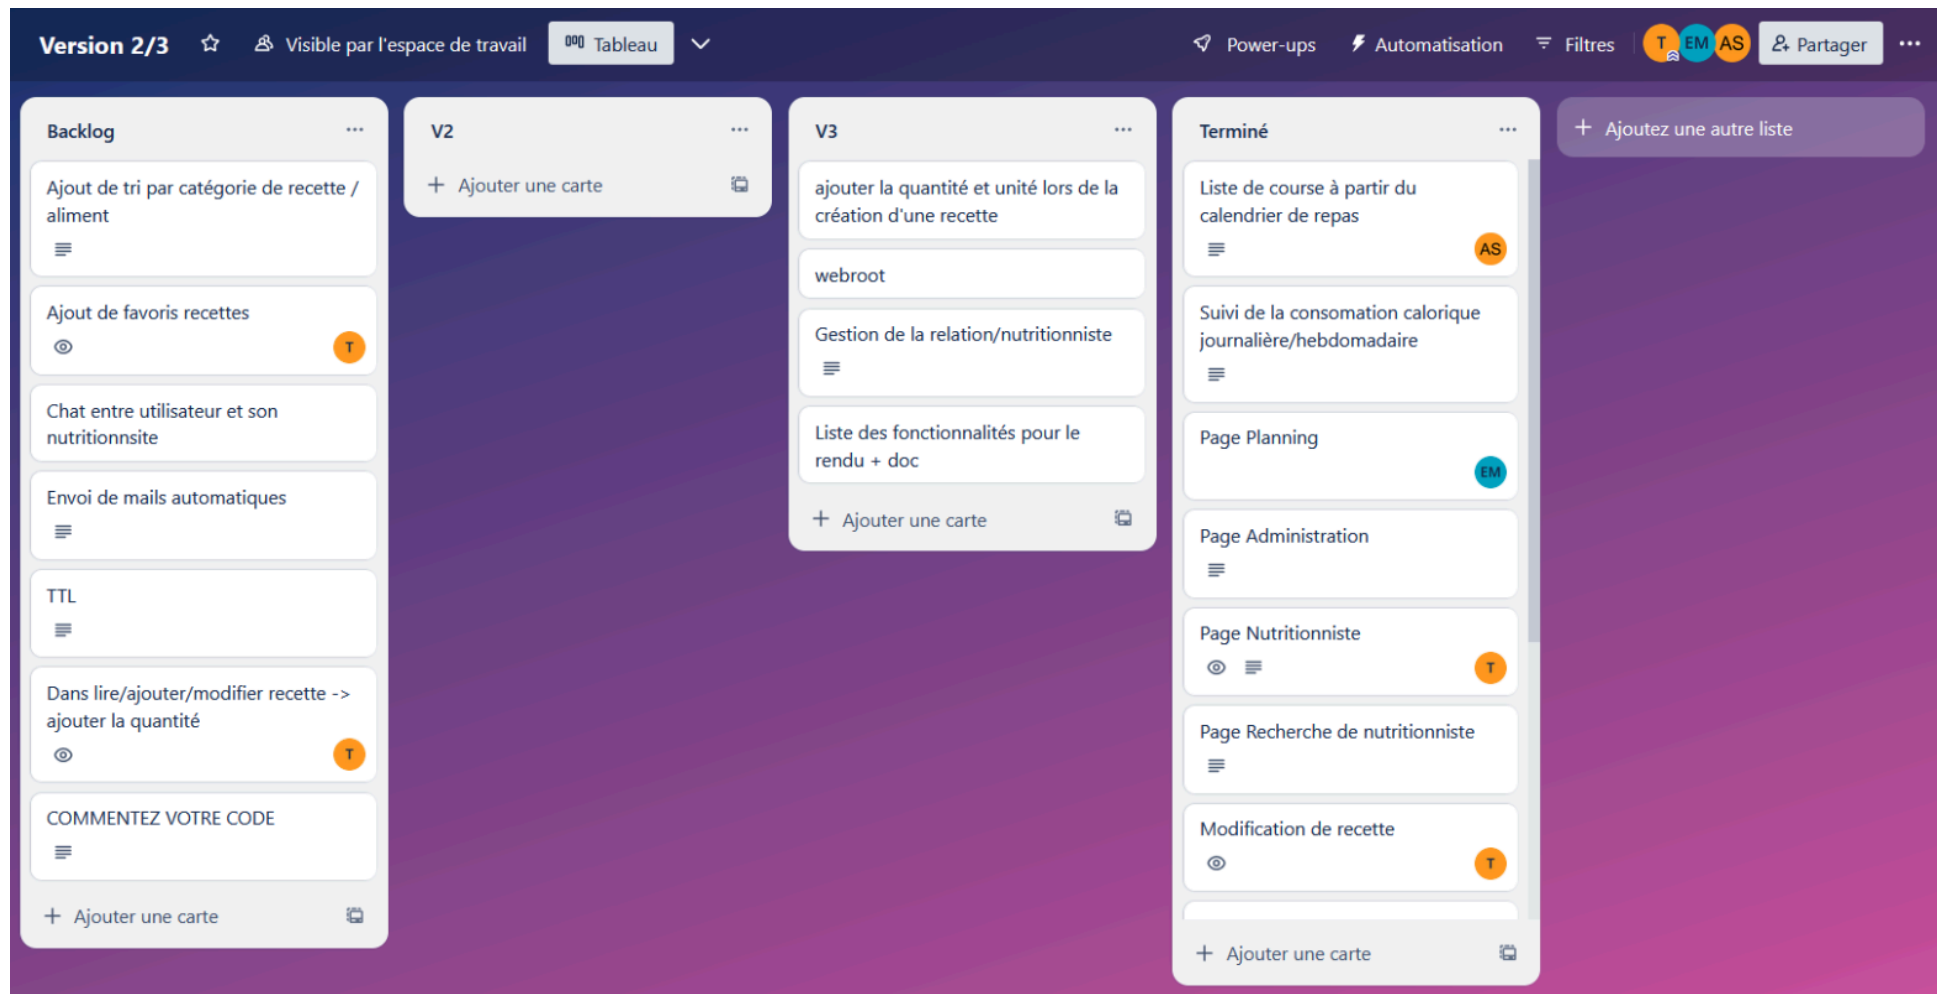 Version 2/3
Visible par l'espace de travail
Tableau
Power-ups
Automatisation
Filtres
T
EM
AS
Partager
Backlog
Ajout de tri par catégorie de recette /
aliment
Ajout de favoris recettes
T
Chat entre utilisateur et son
nutritionnsite
Envoi de mails automatiques
TTL
Dans lire/ajouter/modifier recette ->
ajouter la quantité
T
COMMENTEZ VOTRE CODE
+ Ajouter une carte
V2
+ Ajouter une carte
V3
ajouter la quantité et unité lors de la
création d'une recette
webroot
Gestion de la relation/nutritionniste
Liste des fonctionnalités pour le
rendu + doc
+ Ajouter une carte
Terminé
Liste de course à partir du
calendrier de repas
AS
Suivi de la consomation calorique
journalière/hebdomadaire
Page Planning
EM
Page Administration
Page Nutritionniste
T
Page Recherche de nutritionniste
Modification de recette
T
+ Ajouter une carte
+ Ajoutez une autre liste